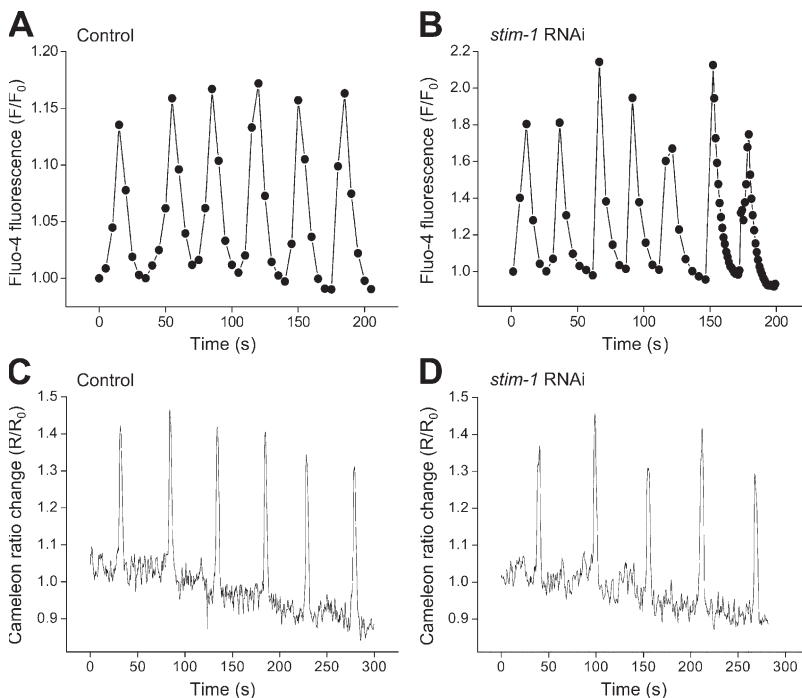 A
Control
Fluo-4 fluorescence (F/F₀)
1.20
1.15
1.10
1.05
1.00
0 50 100 150 200
Time (s)
B
stim-1 RNAi
Fluo-4 fluorescence (F/F₀)
2.2
2.0
1.8
1.6
1.4
1.2
1.0
0 50 100 150 200
Time (s)
C
Control
Cameleon ratio change (R/R₀)
1.5
1.4
1.3
1.2
1.1
1.0
0.9
0 50 100 150 200 250 300
Time (s)
D
stim-1 RNAi
Cameleon ratio change (R/R₀)
1.5
1.4
1.3
1.2
1.1
1.0
0.9
0 50 100 150 200 250 300
Time (s)